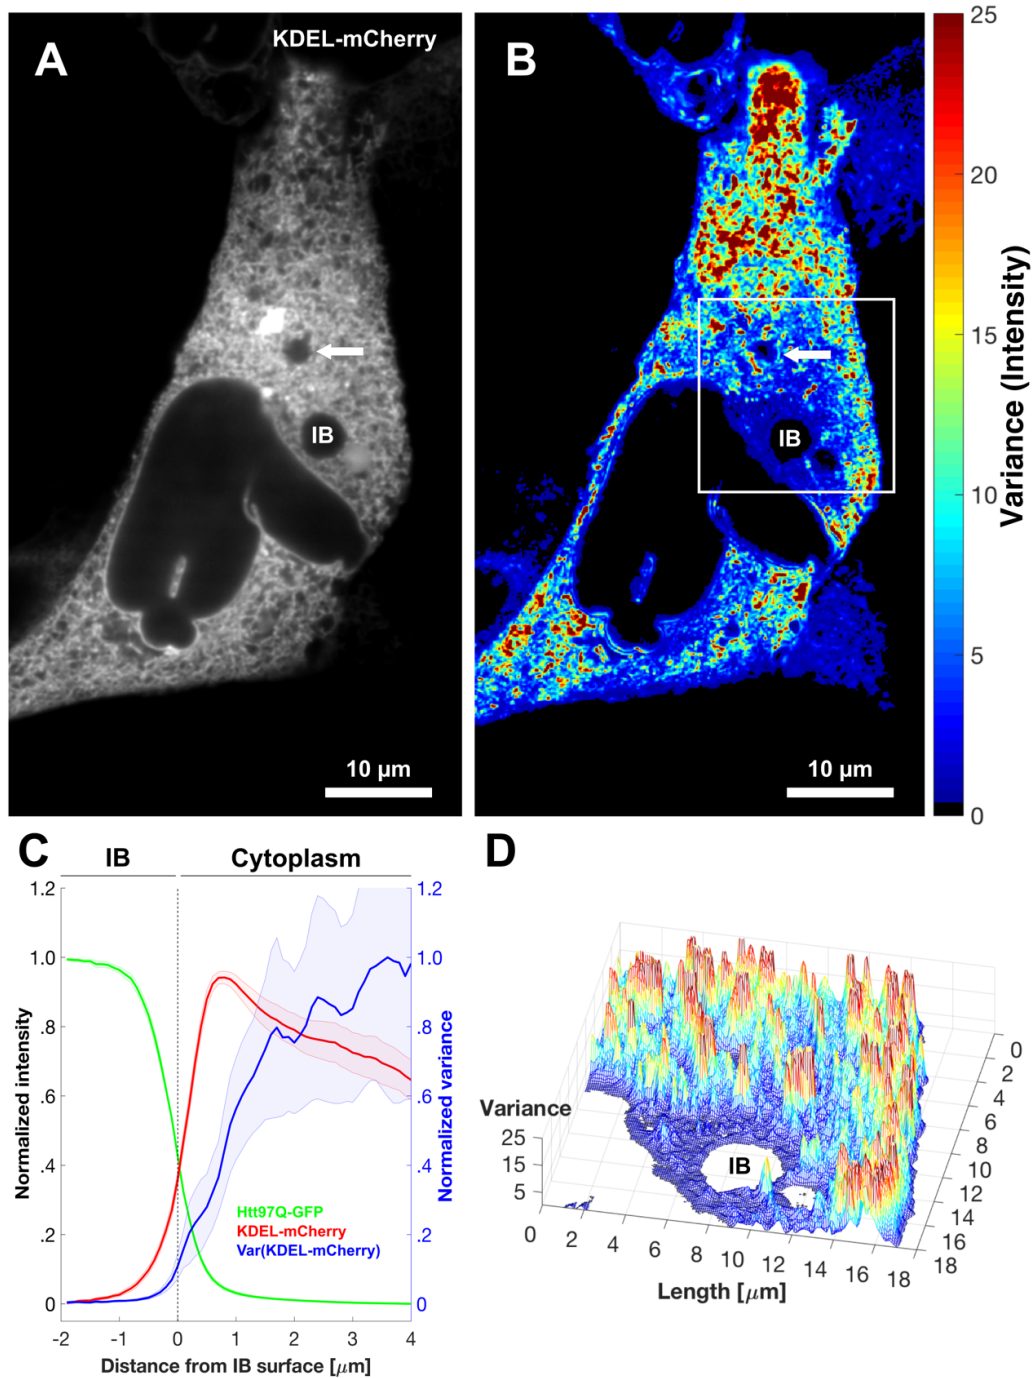 A
KDEL-mCherry
IB
10 μm
B
IB
10 μm
25
20
15
10
5
0
Variance (Intensity)
C
IB
Cytoplasm
1.2
1.0
.8
.6
.4
.2
0
Normalized intensity
1.2
1.0
.8
.6
.4
.2
0
Normalized variance
Htt97Q-GFP
KDEL-mCherry
Var(KDEL-mCherry)
-2
-1
0
1
2
3
4
Distance from IB surface [μm]
D
Variance
25
15
5
IB
0
2
4
6
8
10
12
14
16
18
Length [μm]
0
2
4
6
8
10
12
14
16
18